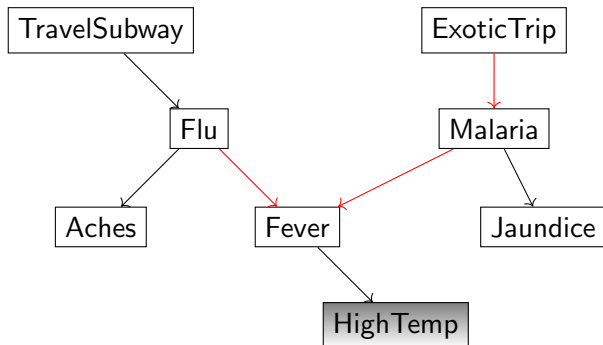 TravelSubway
ExoticTrip
Flu
Malaria
Aches
Fever
Jaundice
HighTemp